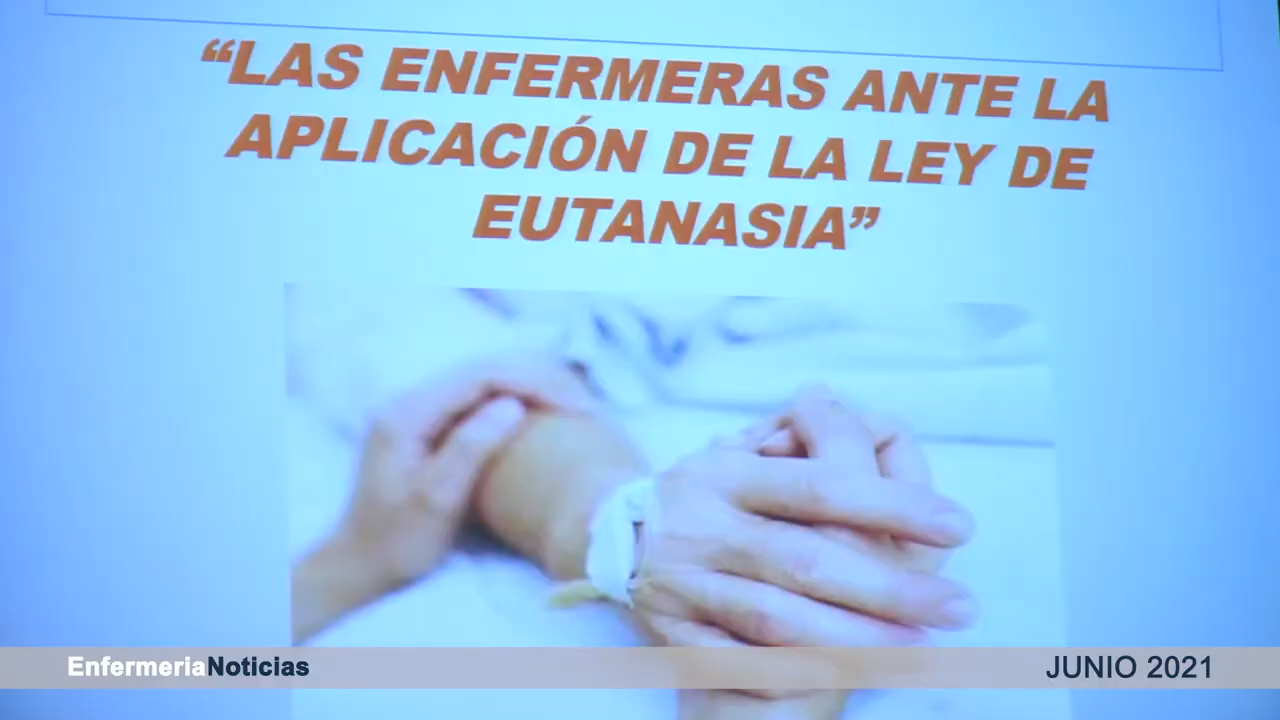 “LAS ENFERMERAS ANTE LA
APLICACIÓN DE LA LEY DE
EUTANASIA”
EnfermeriaNoticias
JUNIO 2021